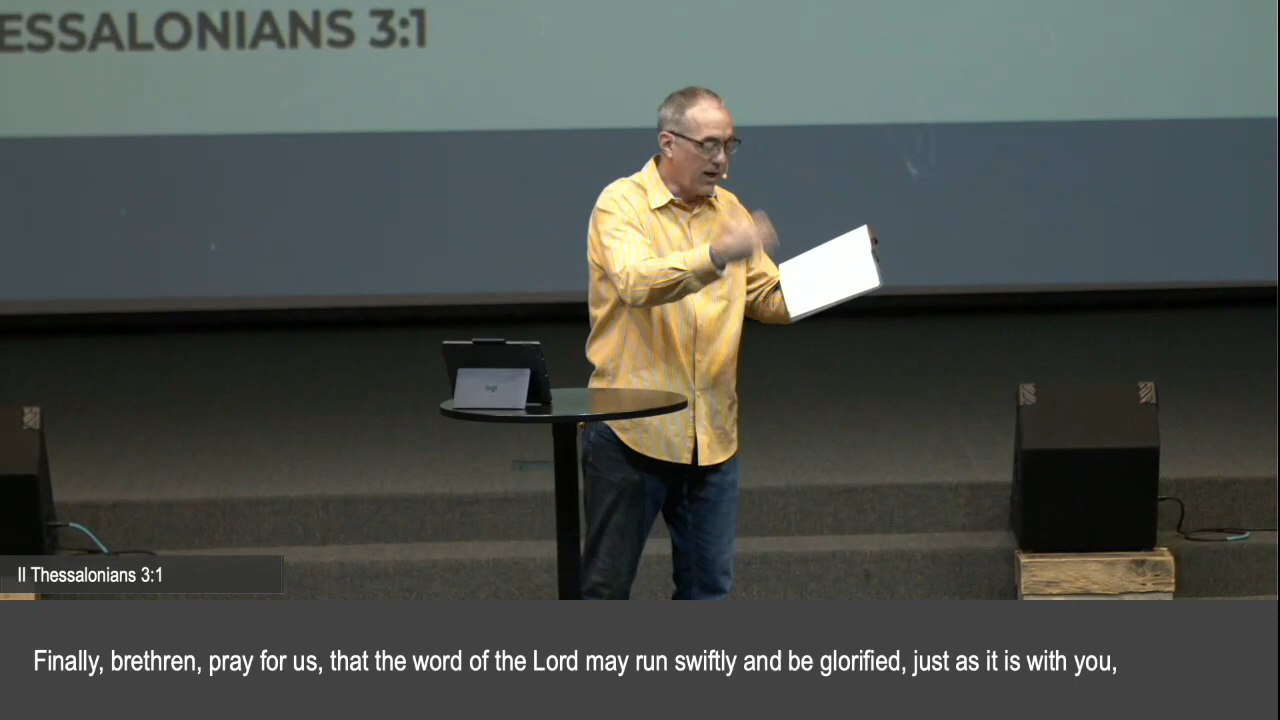 ESSALONIANS 3:1
logi
II Thessalonians 3:1
Finally, brethren, pray for us, that the word of the Lord may run swiftly and be glorified, just as it is with you,